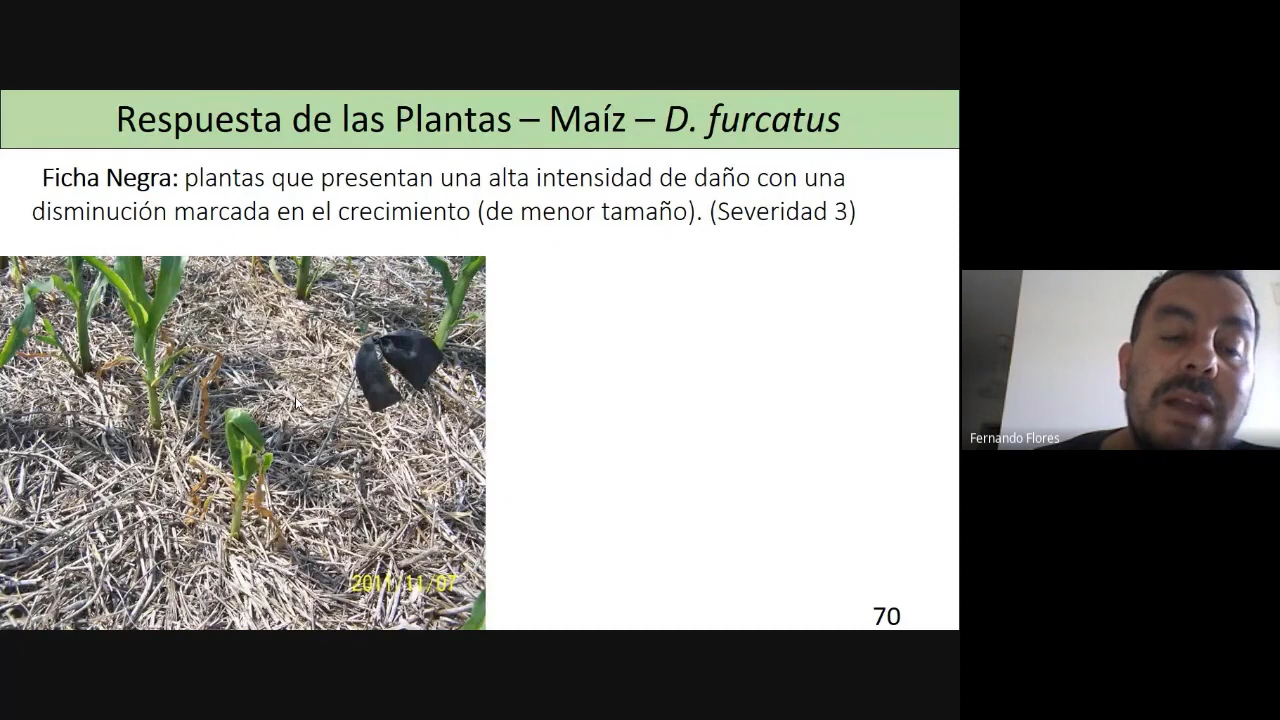 Respuesta de las Plantas – Maíz – D. furcatus
Ficha Negra: plantas que presentan una alta intensidad de daño con una
disminución marcada en el crecimiento (de menor tamaño). (Severidad 3)
Fernando Flores
2011/11/07
70